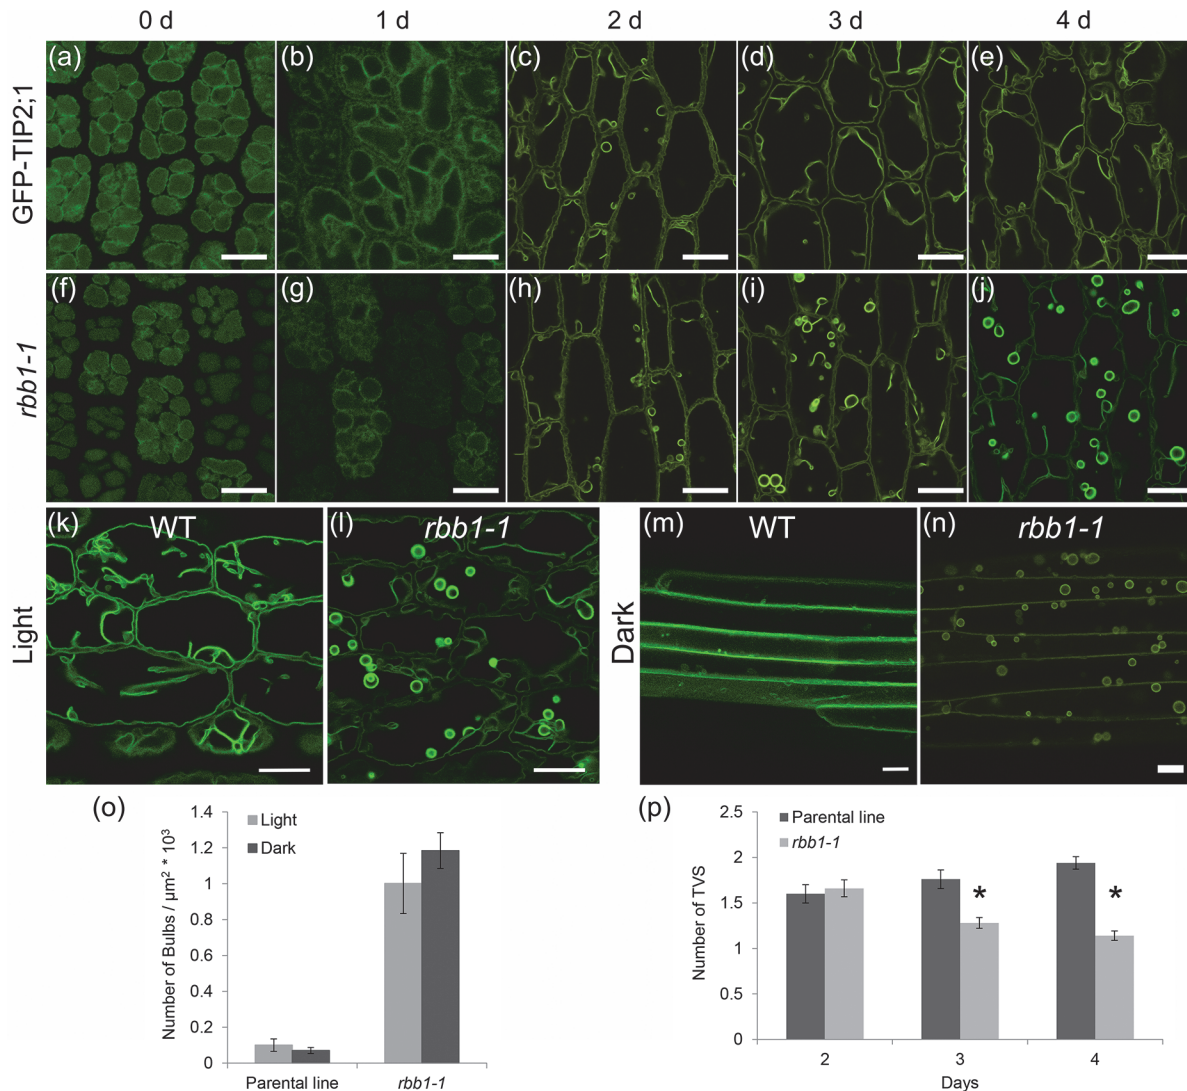 0 d 1 d 2 d 3 d 4 d
GFP-TIP2;1
(a) (b) (c) (d) (e)
rbb1-1
(f) (g) (h) (i) (j)
Light
(k) WT (l) rbb1-1
Dark
(m) WT (n) rbb1-1
(o)
Number of Bulbs / µm² * 10³
1.4
1.2
1
0.8
0.6
0.4
0.2
0
Light
Dark
Parental line rbb1-1
(p)
Number of TVS
2.5
2
1.5
1
0.5
0
Parental line
rbb1-1
* *
2 3 4
Days